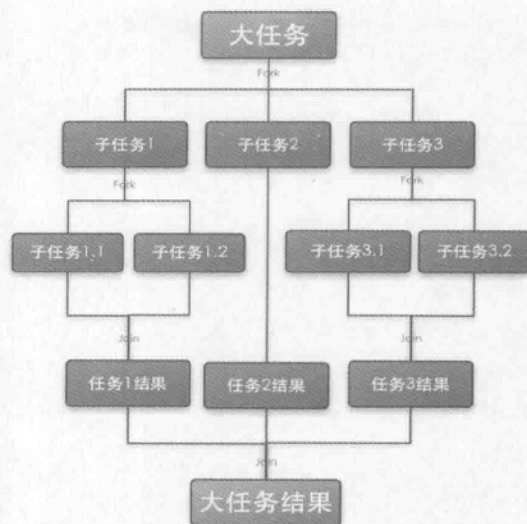 大任务
Fork
子任务1
子任务2
子任务3
Fork
Fork
子任务1.1
子任务1.2
子任务3.1
子任务3.2
Join
Join
任务1结果
任务2结果
任务3结果
Join
大任务结果